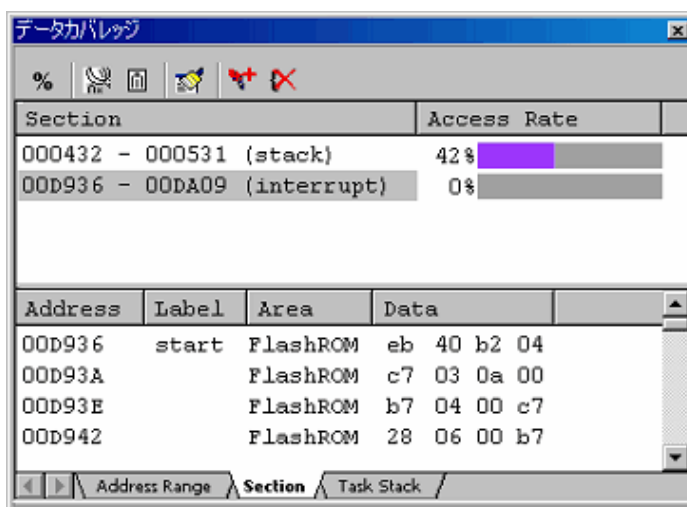 データカバレッジ
%
Section Access Rate
000432 - 000531 (stack) 42%
00D936 - 00DA09 (interrupt) 0%
Address Label Area Data
00D936 start FlashROM eb 40 b2 04
00D93A FlashROM c7 03 0a 00
00D93E FlashROM b7 04 00 c7
00D942 FlashROM 28 06 00 b7
Address Range Section Task Stack